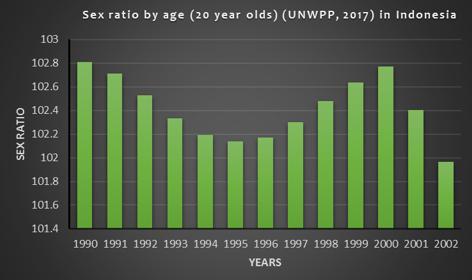 Sex ratio by age (20 year olds) (UNWPP, 2017) in Indonesia
103
102.8
102.6
102.4
102.2
102
101.8
101.6
101.4
SEX RATIO
1990 1991 1992 1993 1994 1995 1996 1997 1998 1999 2000 2001 2002
YEARS